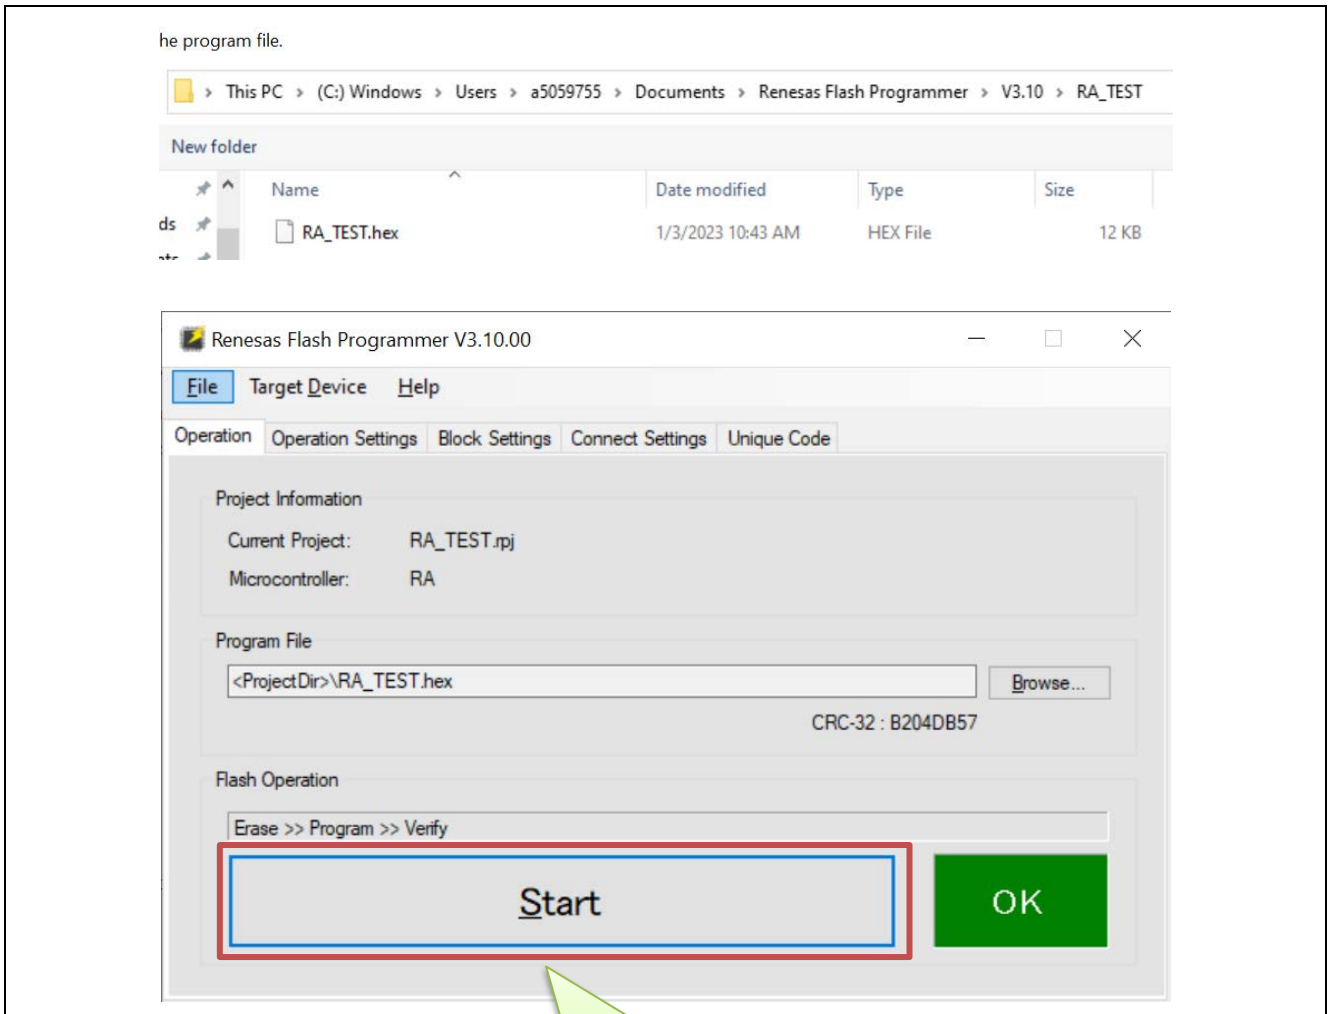 he program file.
This PC > (C:) Windows > Users > a5059755 > Documents > Renesas Flash Programmer > V3.10 > RA_TEST
New folder
Name Date modified Type Size
ds RA_TEST.hex 1/3/2023 10:43 AM HEX File 12 KB
Renesas Flash Programmer V3.10.00
File Target Device Help
Operation Operation Settings Block Settings Connect Settings Unique Code
Project Information
Current Project: RA_TEST.rpj
Microcontroller: RA
Program File
<ProjectDir>\RA_TEST.hex Browse...
CRC-32 : B204DB57
Flash Operation
Erase >> Program >> Verify
Start OK